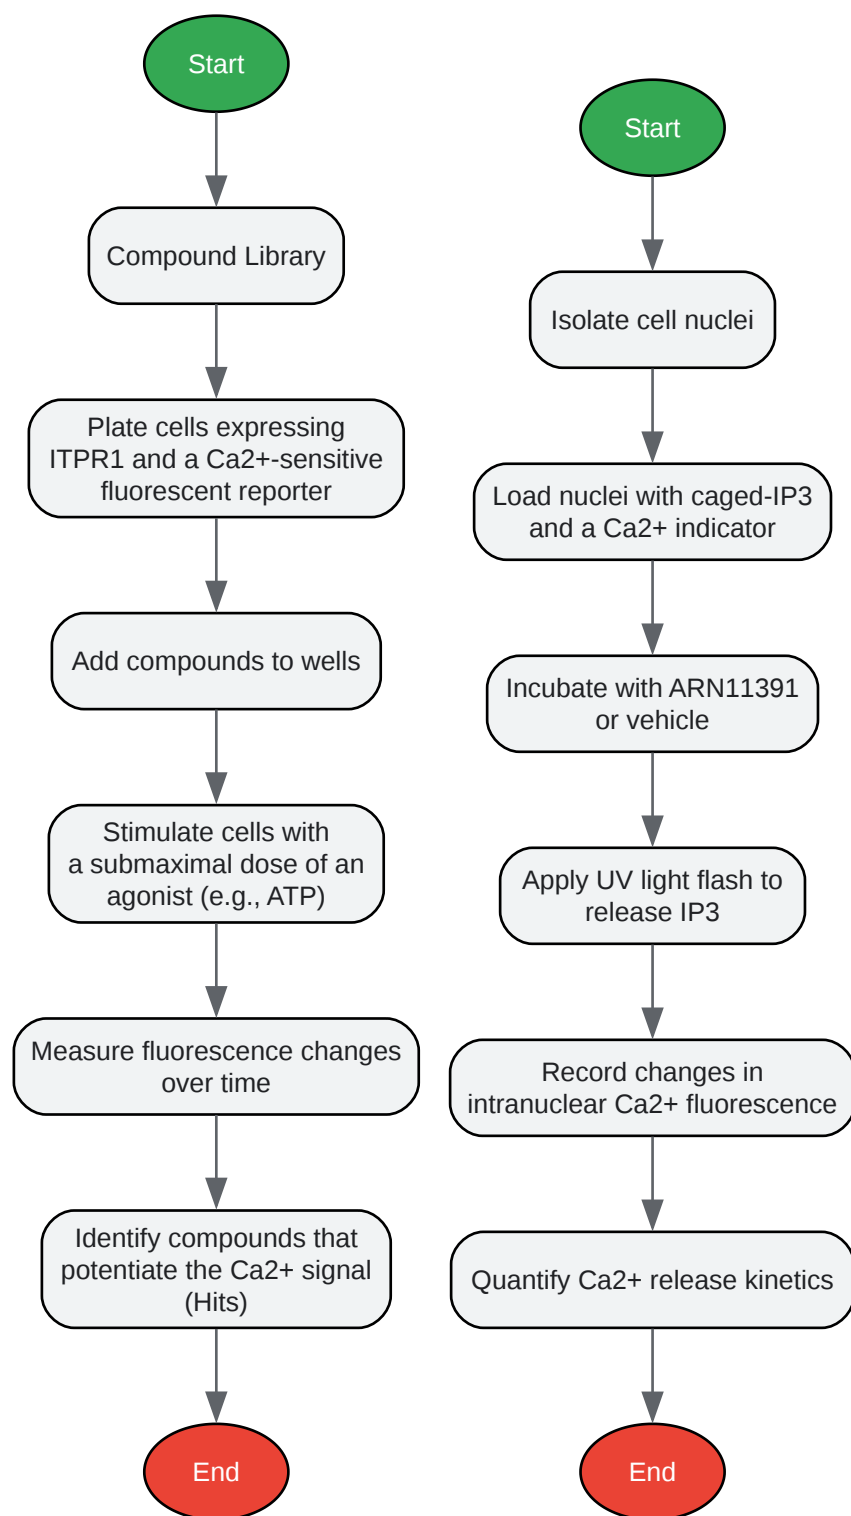 Start
Compound Library
Plate cells expressing
ITPR1 and a Ca2+-sensitive
fluorescent reporter
Add compounds to wells
Stimulate cells with
a submaximal dose of an
agonist (e.g., ATP)
Measure fluorescence changes
over time
Identify compounds that
potentiate the Ca2+ signal
(Hits)
End
Start
Isolate cell nuclei
Load nuclei with caged-IP3
and a Ca2+ indicator
Incubate with ARN11391
or vehicle
Apply UV light flash to
release IP3
Record changes in
intranuclear Ca2+ fluorescence
Quantify Ca2+ release kinetics
End